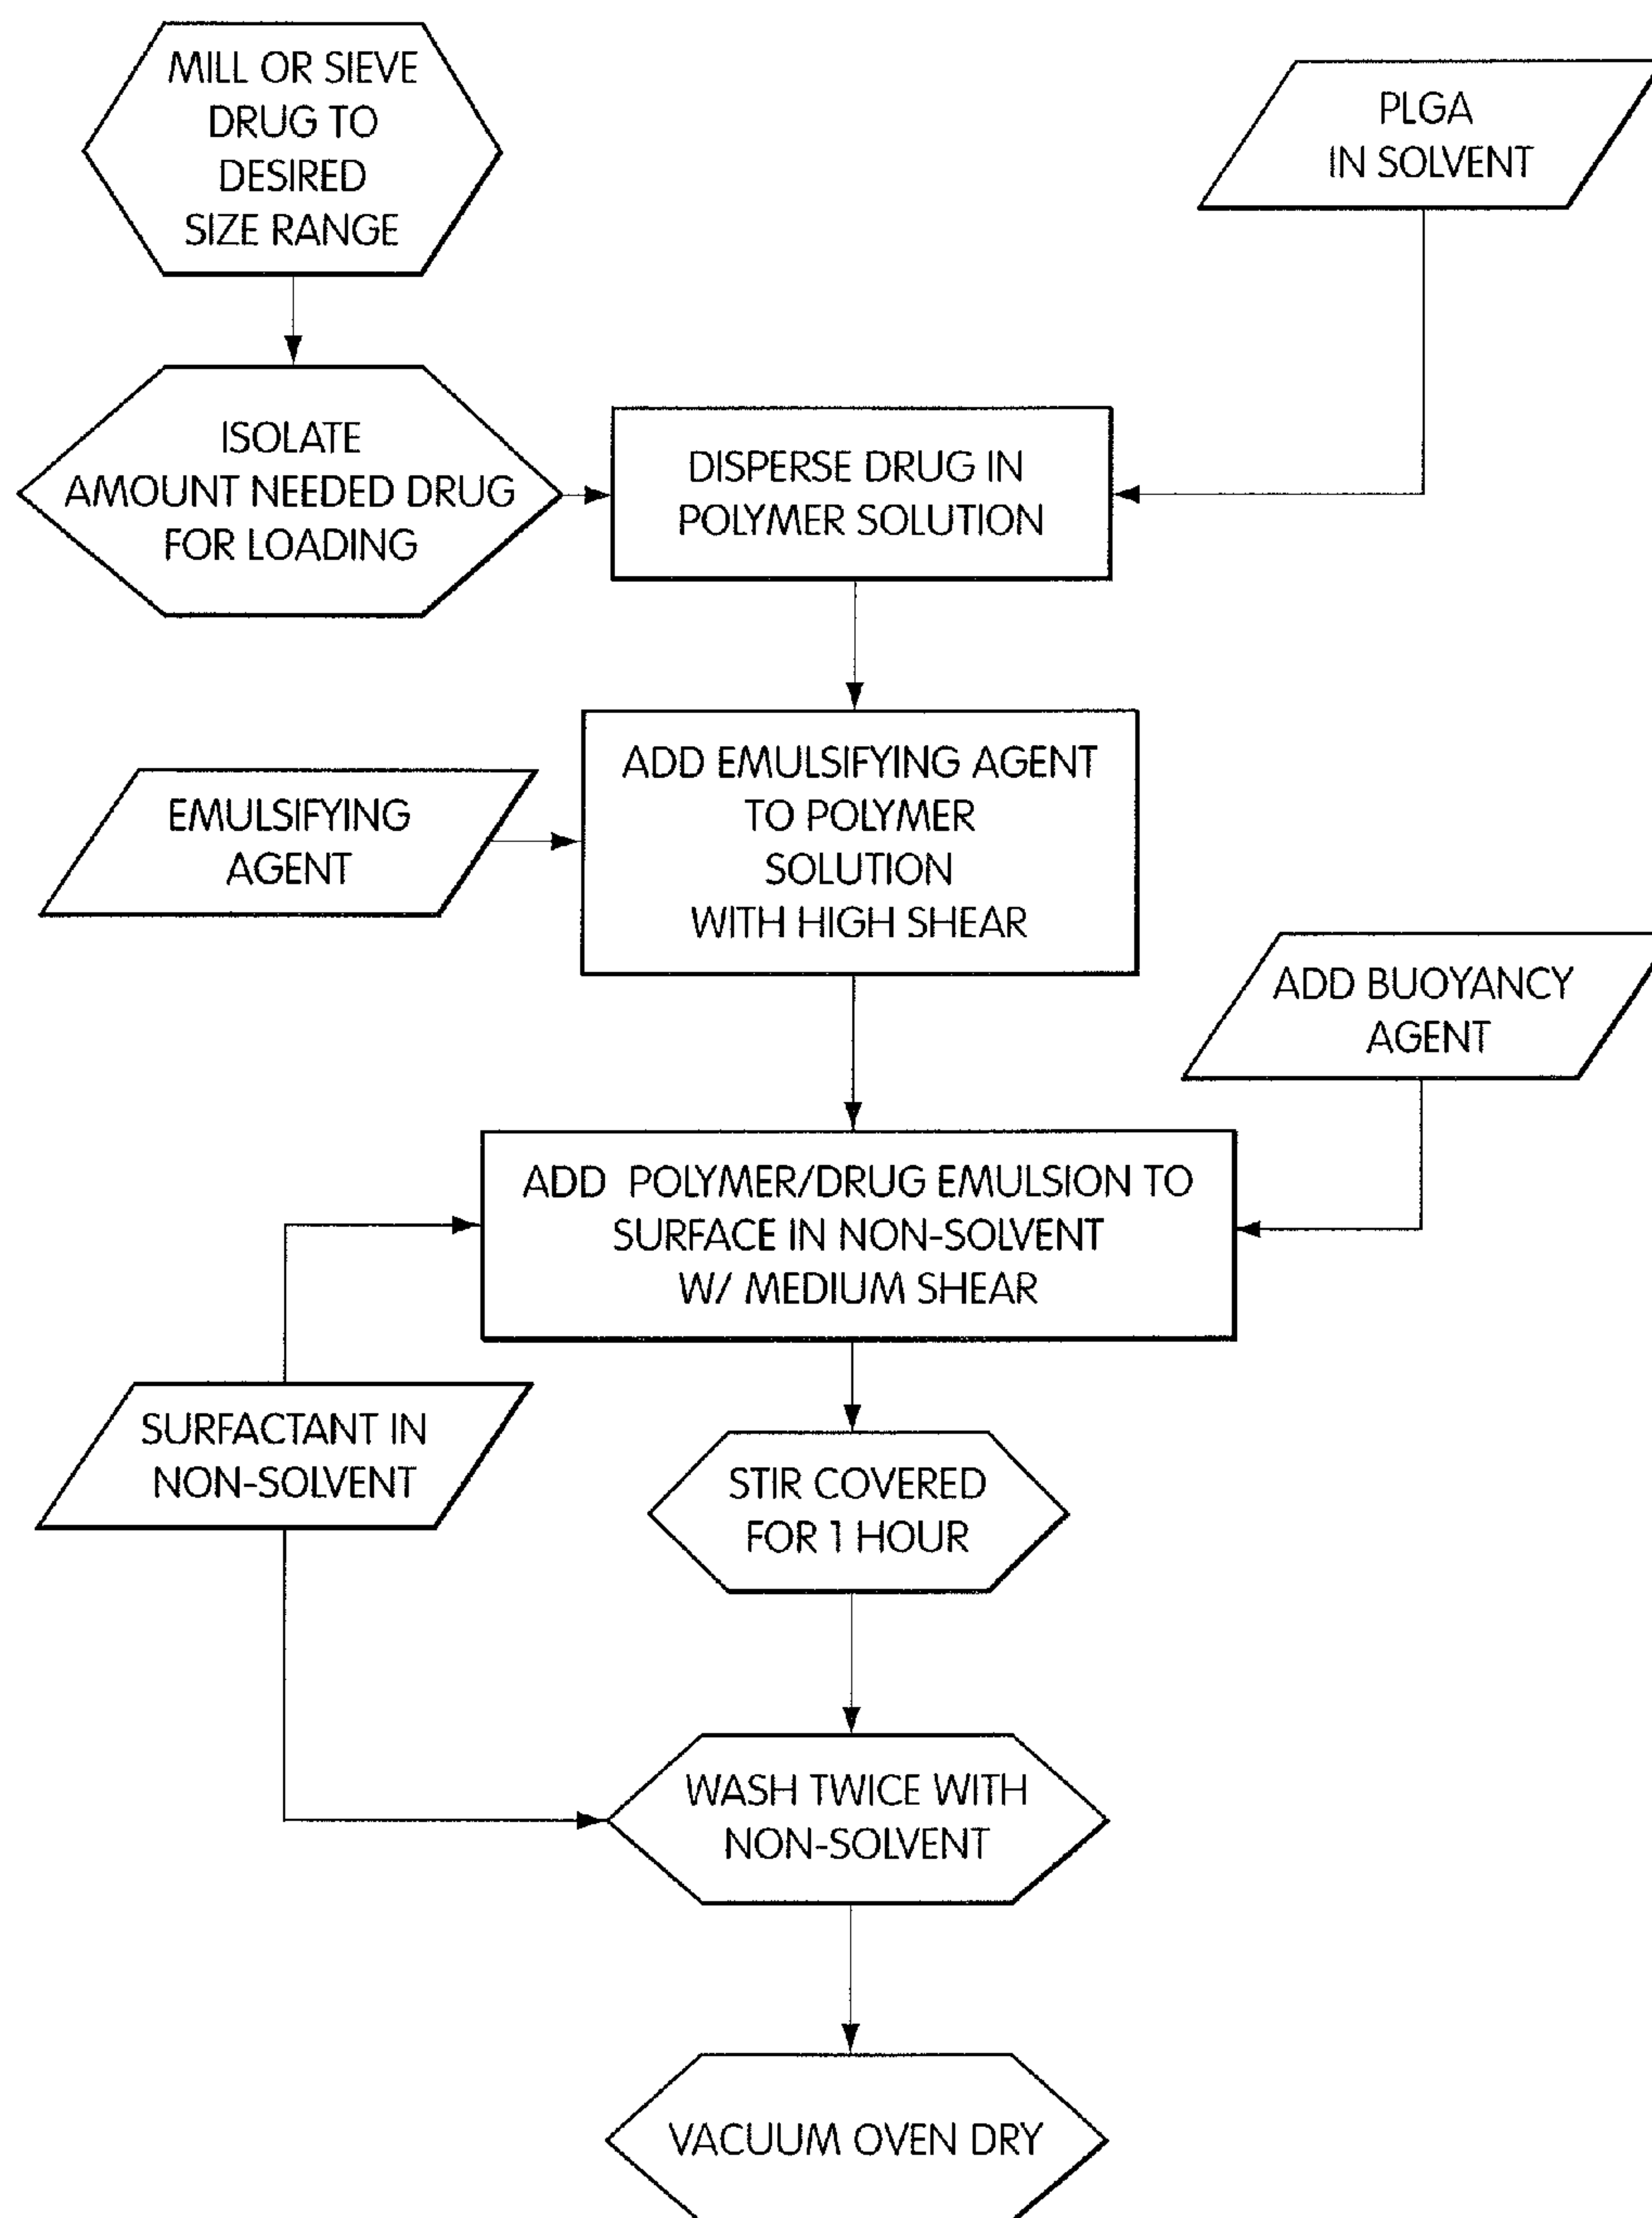 MILL OR SIEVE
DRUG TO
DESIRED
SIZE RANGE
PLGA
IN SOLVENT
ISOLATE
AMOUNT NEEDED DRUG
FOR LOADING
DISPERSE DRUG IN
POLYMER SOLUTION
ADD EMULSIFYING AGENT
TO POLYMER
SOLUTION
WITH HIGH SHEAR
EMULSIFYING
AGENT
ADD BUOYANCY
AGENT
ADD POLYMER/DRUG EMULSION TO
SURFACE IN NON-SOLVENT
W/ MEDIUM SHEAR
SURFACTANT IN
NON-SOLVENT
STIR COVERED
FOR 1 HOUR
WASH TWICE WITH
NON-SOLVENT
VACUUM OVEN DRY